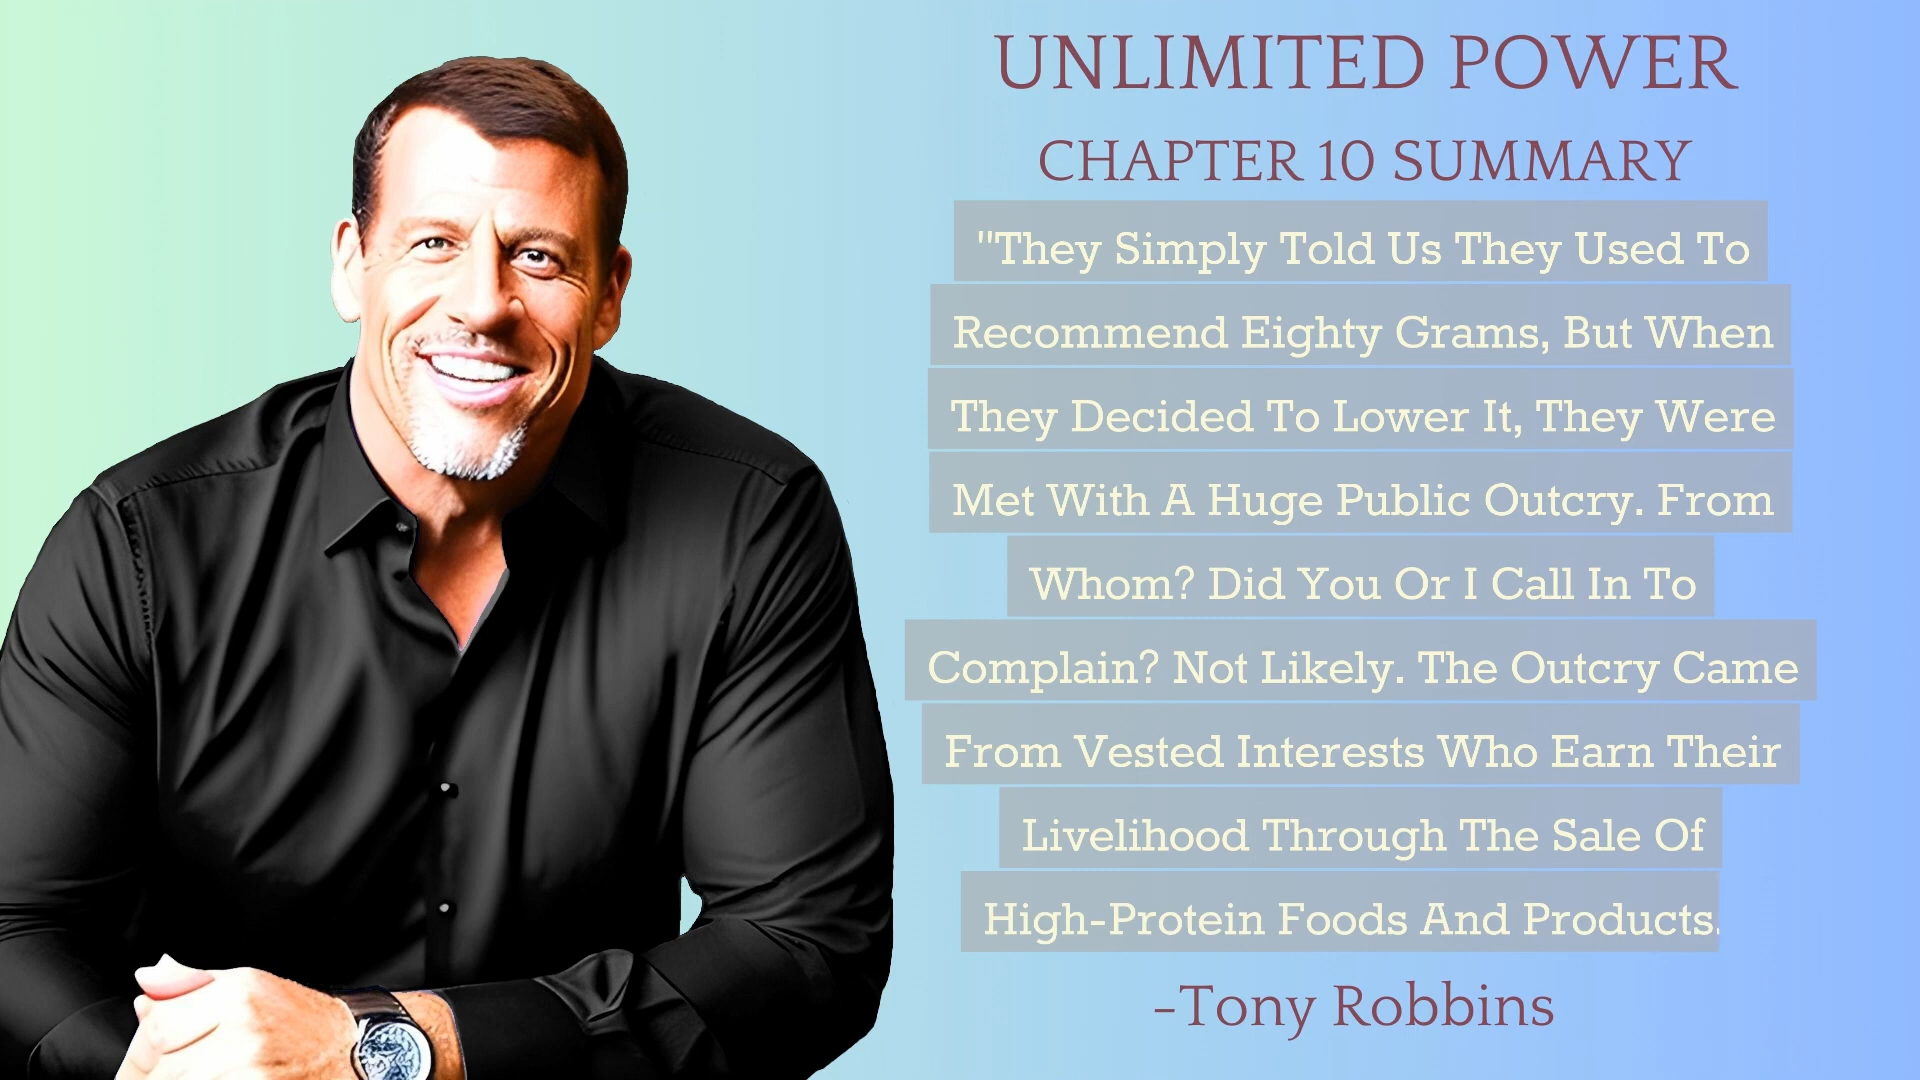 UNLIMITED POWER
CHAPTER 10 SUMMARY
"They Simply Told Us They Used To
Recommend Eighty Grams, But When
They Decided To Lower It, They Were
Met With A Huge Public Outcry. From
Whom? Did You Or I Call In To
Complain? Not Likely. The Outcry Came
From Vested Interests Who Earn Their
Livelihood Through The Sale Of
High-Protein Foods And Products.
-Tony Robbins